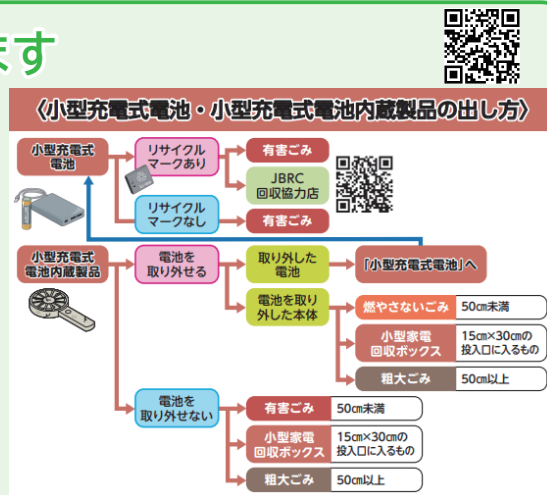 ます
〈小型充電式電池・小型充電式電池内蔵製品の出し方〉
小型充電式
電池
リサイクル
マークあり
有害ごみ
JBRC
回収協力店
リサイクル
マークなし
有害ごみ
小型充電式
電池内蔵製品
電池を
取り外せる
取り外した
電池
「小型充電式電池」へ
電池を取り
外した本体
燃やさないごみ
50㎝未満
小型家電
回収ボックス
15㎝×30㎝の
投入口に入るもの
粗大ごみ
50㎝以上
電池を
取り外せない
有害ごみ
50㎝未満
小型家電
回収ボックス
15㎝×30㎝の
投入口に入るもの
粗大ごみ
50㎝以上